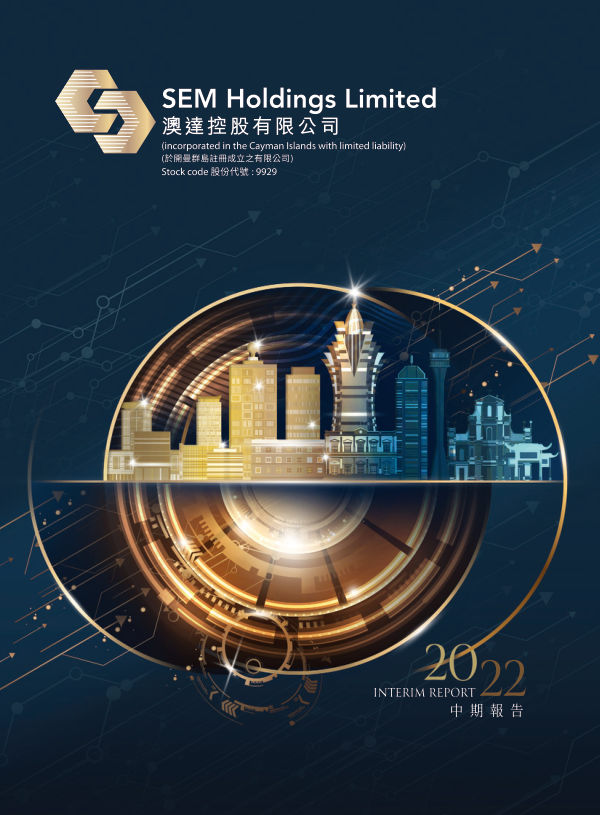 SEM Holdings Limited
澳達控股有限公司
(incorporated in the Cayman Islands with limited liability)
(於開曼群島註冊成立之有限公司)
Stock code 股份代號 : 9929
2022
INTERIM REPORT
中期報告